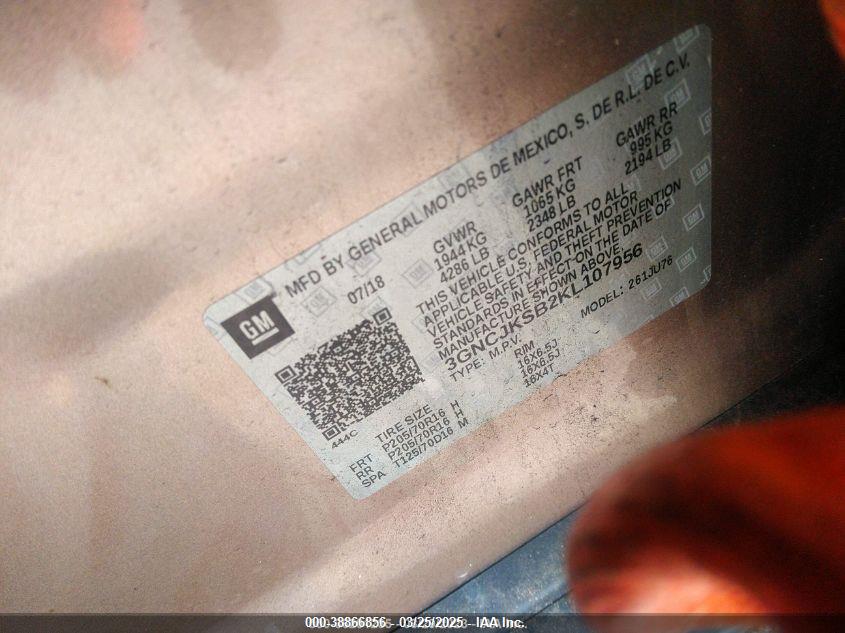 MFD BY GENERAL MOTORS DE MEXICO, S. DE R.L. DE C.V.
07/18 GVWR GAWR FRT GAWR RR
1944 KG 1065 KG 995 KG
4286 LB 2348 LB 2194 LB
GM
THIS VEHICLE CONFORMS TO ALL
APPLICABLE U.S. FEDERAL MOTOR
VEHICLE SAFETY AND THEFT PREVENTION
STANDARDS IN EFFECT ON THE DATE OF
MANUFACTURE SHOWN ABOVE.
3GNCJKSB2KL107956
TYPE: M.P.V. MODEL: 261JU76
444C
TIRE SIZE RIM
FRT P205/70R16 H 16X6.5J
RR P205/70R16 H 16X6.5J
SPA T125/70D16 M 16X4T
000-38866856 - 03/25/2025 - IAA Inc.